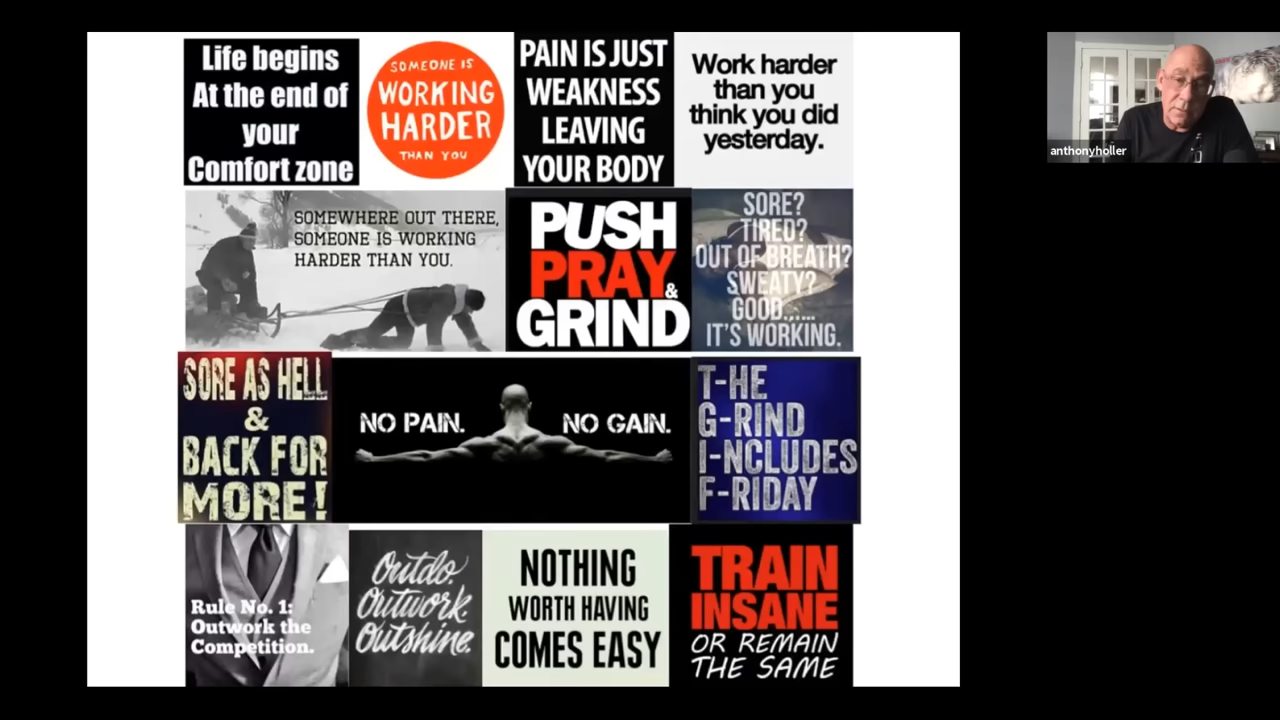 Life begins
At the end of
your
Comfort zone
SOMEONE IS
WORKING
HARDER
THAN YOU
PAIN IS JUST
WEAKNESS
LEAVING
YOUR BODY
Work harder
than you
think you did
yesterday.
SOMEWHERE OUT THERE,
SOMEONE IS WORKING
HARDER THAN YOU.
PUSH
PRAY
&
GRIND
SORE?
TIRED?
OUT OF BREATH?
SWEATY?
GOOD......
IT'S WORKING.
SORE AS HELL
&
BACK FOR
MORE!
NO PAIN. NO GAIN.
T-HE
G-RIND
I-NCLUDES
F-RIDAY
Rule No. 1:
Outwork the
Competition.
Outdo.
Outwork.
Outshine.
NOTHING
WORTH HAVING
COMES EASY
TRAIN
INSANE
OR REMAIN
THE SAME
anthonyholler